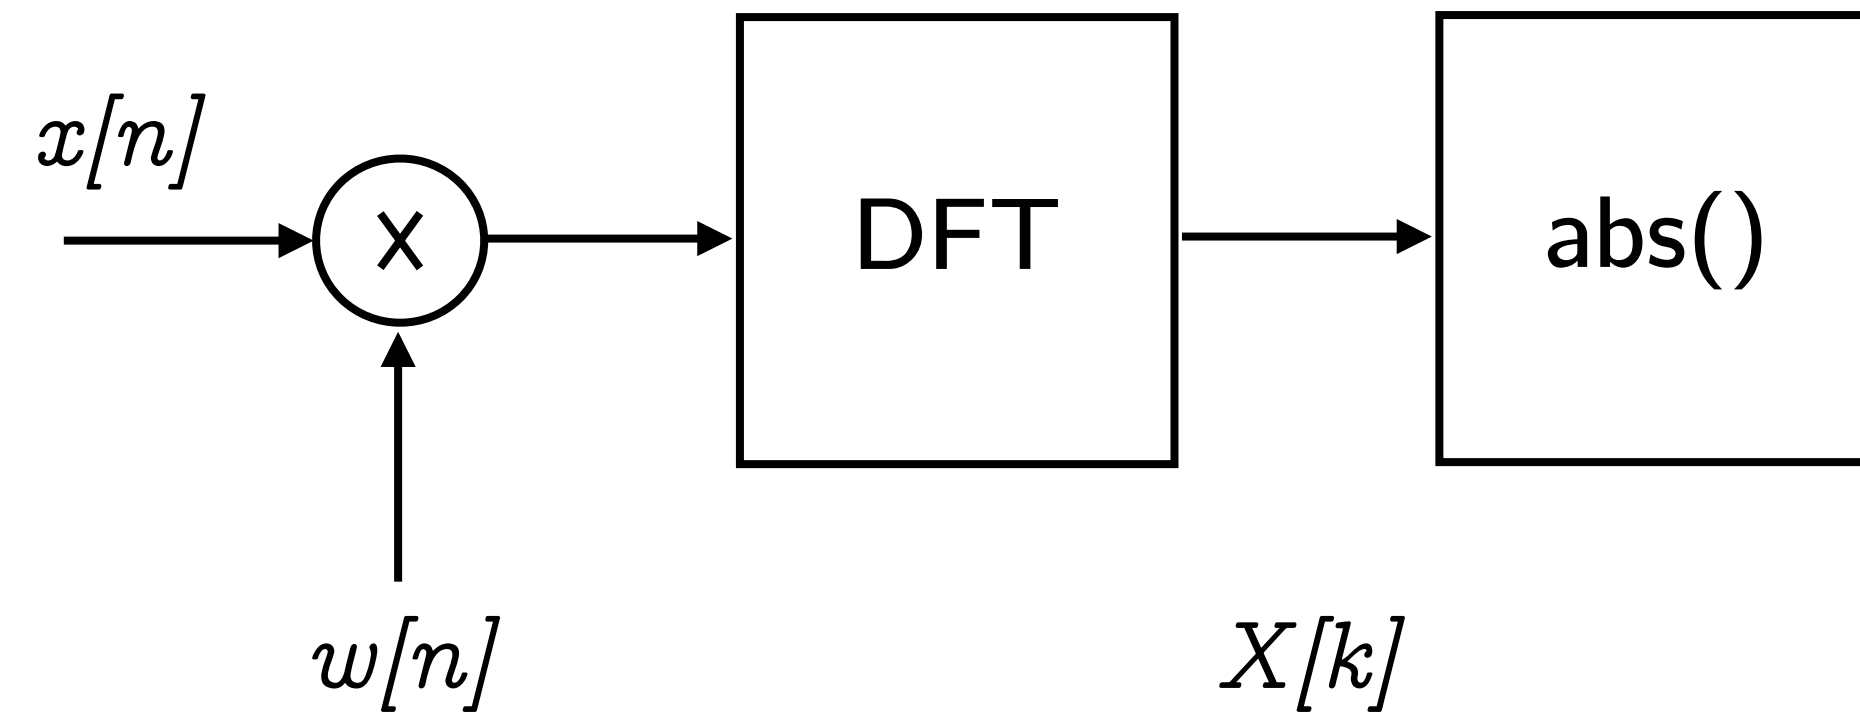 x[n]
X
DFT
abs()
w[n]
X[k]